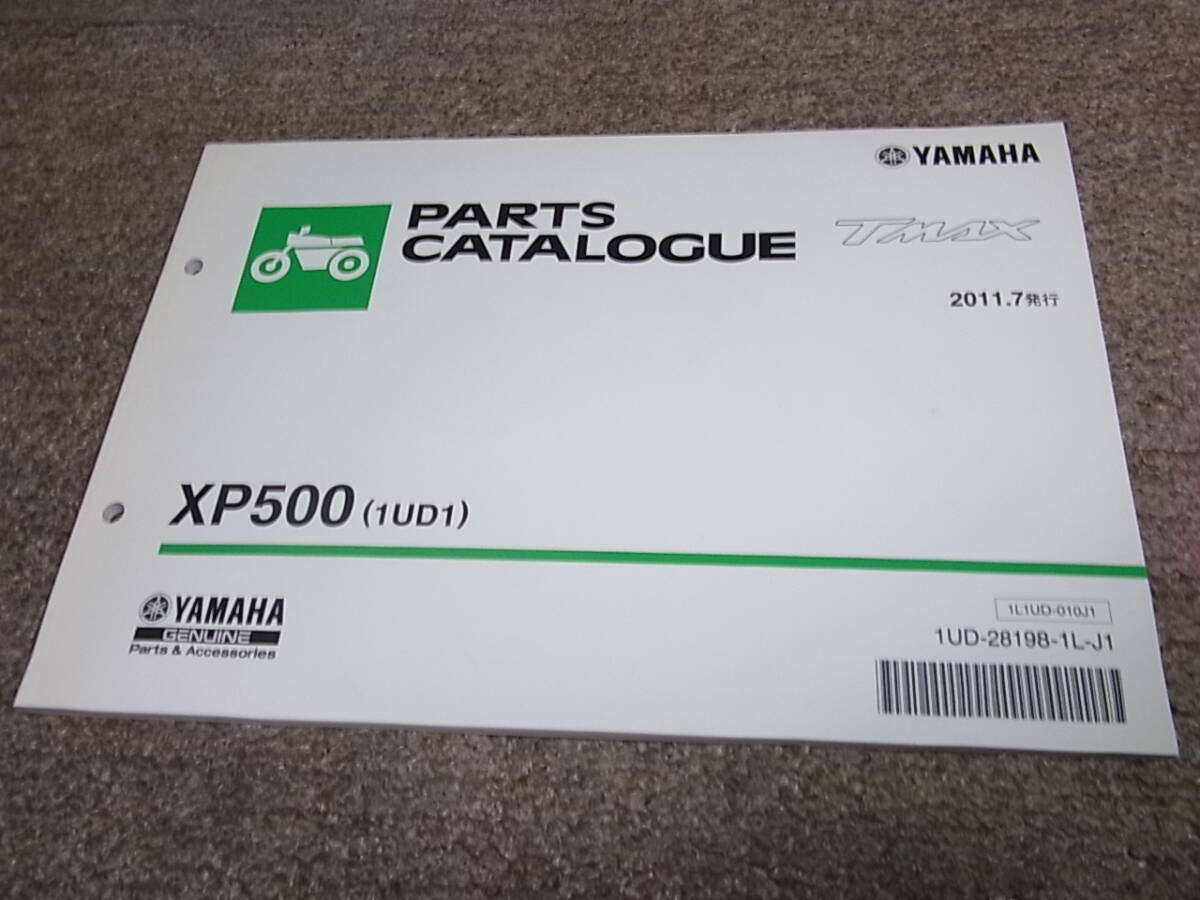 YAMAHA
PARTS
CATALOGUE
TMAX
2011.7発行
XP500 (1UD1)
YAMAHA
GENUINE
Parts & Accessories
1L1UD-010J1
1UD-28198-1L-J1